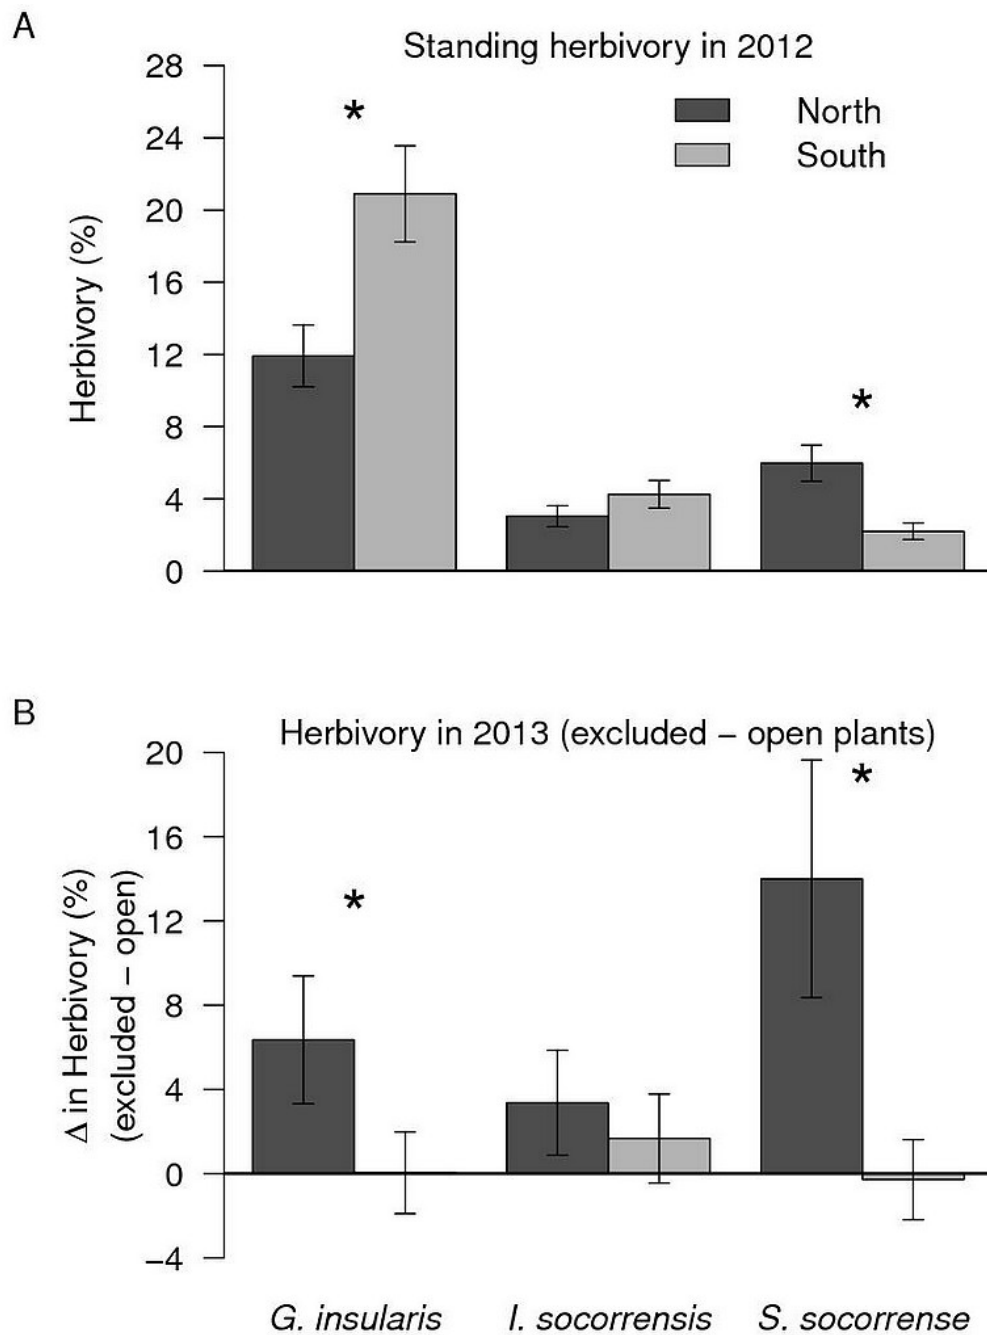 A
Standing herbivory in 2012
28
24
20
16
12
8
4
0
Herbivory (%)
*
*
North
South
B
Herbivory in 2013 (excluded – open plants)
20
16
12
8
4
0
−4
Δ in Herbivory (%)
(excluded – open)
*
*
G. insularis I. socorrensis S. socorrense